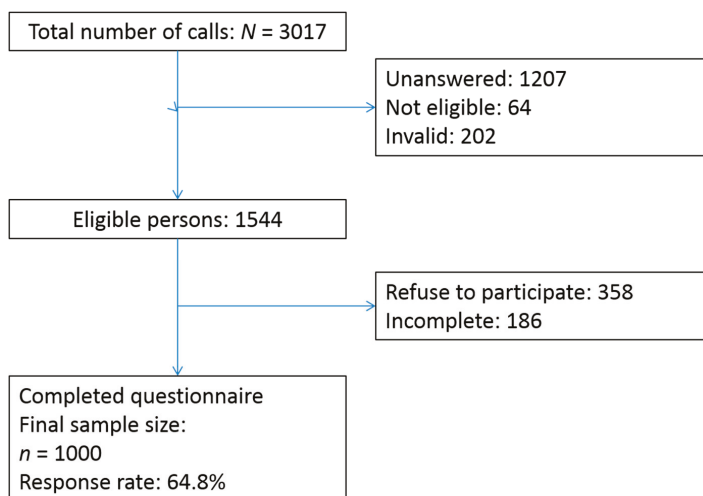 Total number of calls: N = 3017
Unanswered: 1207
Not eligible: 64
Invalid: 202
Eligible persons: 1544
Refuse to participate: 358
Incomplete: 186
Completed questionnaire
Final sample size:
n = 1000
Response rate: 64.8%